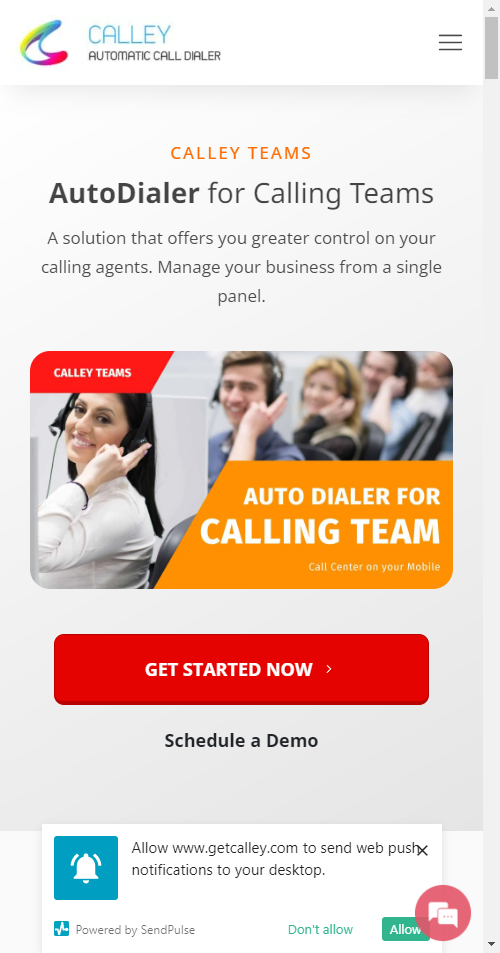 CALLEY
AUTOMATIC CALL DIALER
CALLEY TEAMS
AutoDialer for Calling Teams
A solution that offers you greater control on your
calling agents. Manage your business from a single
panel.
CALLEY TEAMS
AUTO DIALER FOR
CALLING TEAM
Call Center on your Mobile
GET STARTED NOW
Schedule a Demo
Allow www.getcalley.com to send web push
notifications to your desktop.
Powered by SendPulse
Don't allow
Allow